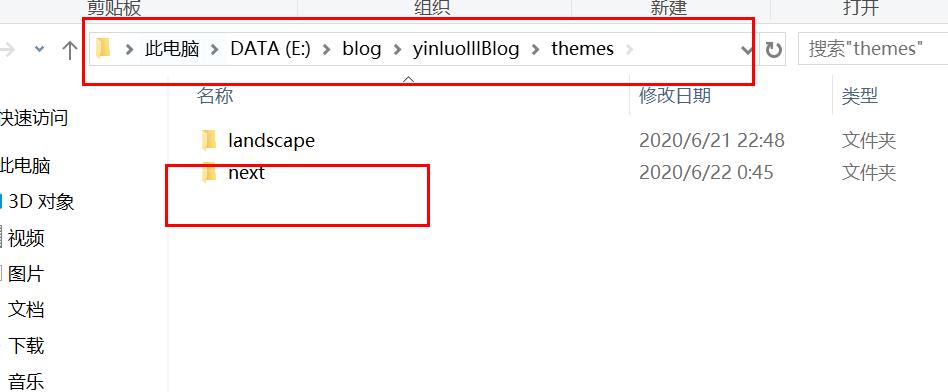 剪贴板 组织 新建 打开
此电脑 DATA (E:) blog yinluolllBlog themes 搜索"themes"
名称 修改日期 类型
快速访问
landscape 2020/6/21 22:48 文件夹
此电脑
next 2020/6/22 0:45 文件夹
3D 对象
视频
图片
文档
下载
音乐